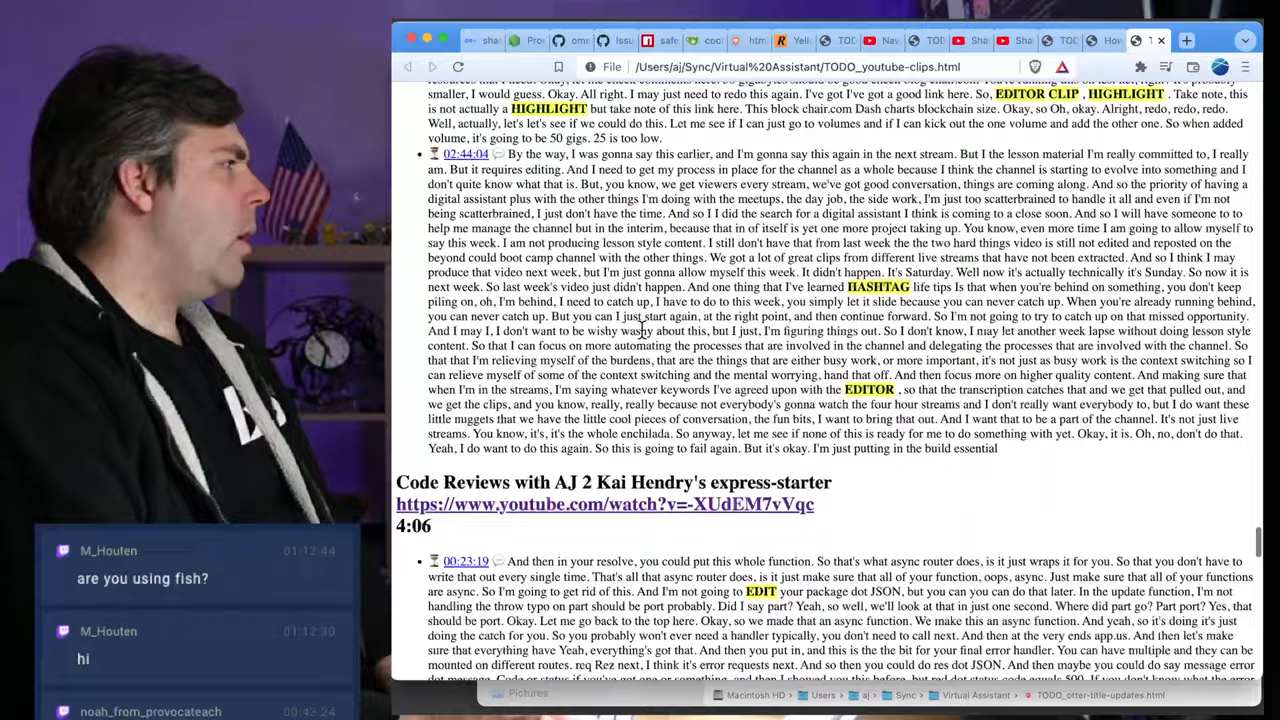 File /Users/aj/Sync/Virtual%20Assistant/TODO_youtube-clips.html
smaller, I would guess. Okay. All right. I may just need to redo this again. I've got I've got a good link here. So, EDITOR CLIP , HIGHLIGHT . Take note, this
is not actually a HIGHLIGHT but take note of this link here. This block chair.com Dash charts blockchain size. Okay, so Oh, okay. Alright, redo, redo, redo.
Well, actually, let's let's see if we could do this. Let me see if I can just go to volumes and if I can kick out the one volume and add the other one. So when added
volume, it's going to be 50 gigs. 25 is too low.
02:44:04 By the way, I was gonna say this earlier, and I'm gonna say this again in the next stream. But I the lesson material I'm really committed to, I really
am. But it requires editing. And I need to get my process in place for the channel as a whole because I think the channel is starting to evolve into something and I
don't quite know what that is. But, you know, we get viewers every stream, we've got good conversation, things are coming along. And so the priority of having a
digital assistant plus with the other things I'm doing with the meetups, the day job, the side work, I'm just too scatterbrained to handle it all and even if I'm not
being scatterbrained, I just don't have the time. And so I I did the search for a digital assistant I think is coming to a close soon. And so I will have someone to to
help me manage the channel but in the interim, because that in of itself is yet one more project taking up. You know, even more time I am going to allow myself to
say this week. I am not producing lesson style content. I still don't have that from last week the the two hard things video is still not edited and reposted on the
beyond could boot camp channel with the other things. We got a lot of great clips from different live streams that have not been extracted. And so I think I may
produce that video next week, but I'm just gonna allow myself this week. It didn't happen. It's Saturday. Well now it's actually technically it's Sunday. So now it is
next week. So last week's video just didn't happen. And one thing that I've learned HASHTAG life tips Is that when you're behind on something, you don't keep
piling on, oh, I'm behind, I need to catch up, I have to do to this week, you simply let it slide because you can never catch up. When you're already running behind,
you can never catch up. But you can I just start again, at the right point, and then continue forward. So I'm not going to try to catch up on that missed opportunity.
And I may I, I don't want to be wishy washy about this, but I just, I'm figuring things out. So I don't know, I may let another week lapse without doing lesson style
content. So that I can focus on more automating the processes that are involved in the channel and delegating the processes that are involved with the channel. So
that that I'm relieving myself of the burdens, that are the things that are either busy work, or more important, it's not just as busy work is the context switching so I
can relieve myself of some of the context switching and the mental worrying, hand that off. And then focus more on higher quality content. And making sure that
when I'm in the streams, I'm saying whatever keywords I've agreed upon with the EDITOR , so that the transcription catches that and we get that pulled out, and
we get the clips, and you know, really, really because not everybody's gonna watch the four hour streams and I don't really want everybody to, but I do want these
little nuggets that we have the little cool pieces of conversation, the fun bits, I want to bring that out. And I want that to be a part of the channel. It's not just live
streams. You know, it's, it's the whole enchilada. So anyway, let me see if none of this is ready for me to do something with yet. Okay, it is. Oh, no, don't do that.
Yeah, I do want to do this again. So this is going to fail again. But it's okay. I'm just putting in the build essential
Code Reviews with AJ 2 Kai Hendry's express-starter
https://www.youtube.com/watch?v=-XUdEM7vVqc
4:06
00:23:19 And then in your resolve, you could put this whole function. So that's what async router does, is it just wraps it for you. So that you don't have to
write that out every single time. That's all that async router does, is it just make sure that all of your function, oops, async. Just make sure that all of your functions
are async. So I'm going to get rid of this. And I'm not going to EDIT your package dot JSON, but you can you can do that later. In the update function, I'm not
handling the throw typo on part should be port probably. Did I say part? Yeah, so well, we'll look at that in just one second. Where did part go? Part port? Yes, that
should be port. Okay. Let me go back to the top here. Okay, so we made that an async function. We make this an async function. And yeah, so it's doing it's just
doing the catch for you. So you probably won't ever need a handler typically, you don't need to call next. And then at the very ends app.us. And then let's make
sure that everything have Yeah, everything's got that. And then you put in, and this is the the bit for your final error handler. You can have multiple and they can be
mounted on different routes. req Rez next, I think it's error requests next. And so then you could do res dot JSON. And then maybe you could do say message error
Pictures
Macintosh HD Users aj Sync Virtual Assistant TODO_otter-title-updates.html
M_Houten 01:12:44
are you using fish?
M_Houten 01:12:30
hi
noah_from_provocateach 00:43:24